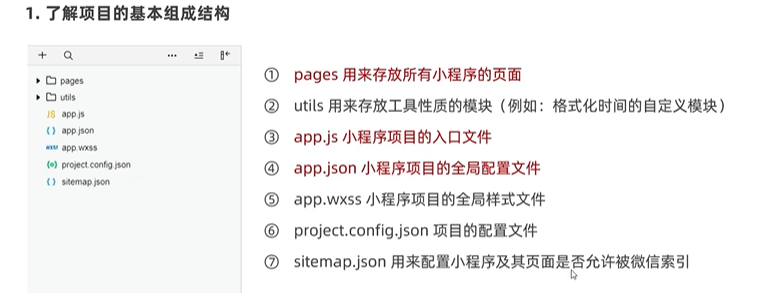 1. 了解项目的基本组成结构
pages
utils
JS app.js
{ } app.json
wxss app.wxss
{o} project.config.json
{ } sitemap.json
① pages 用来存放所有小程序的页面
② utils 用来存放工具性质的模块（例如：格式化时间的自定义模块）
③ app.js 小程序项目的入口文件
④ app.json 小程序项目的全局配置文件
⑤ app.wxss 小程序项目的全局样式文件
⑥ project.config.json 项目的配置文件
⑦ sitemap.json 用来配置小程序及其页面是否允许被微信索引